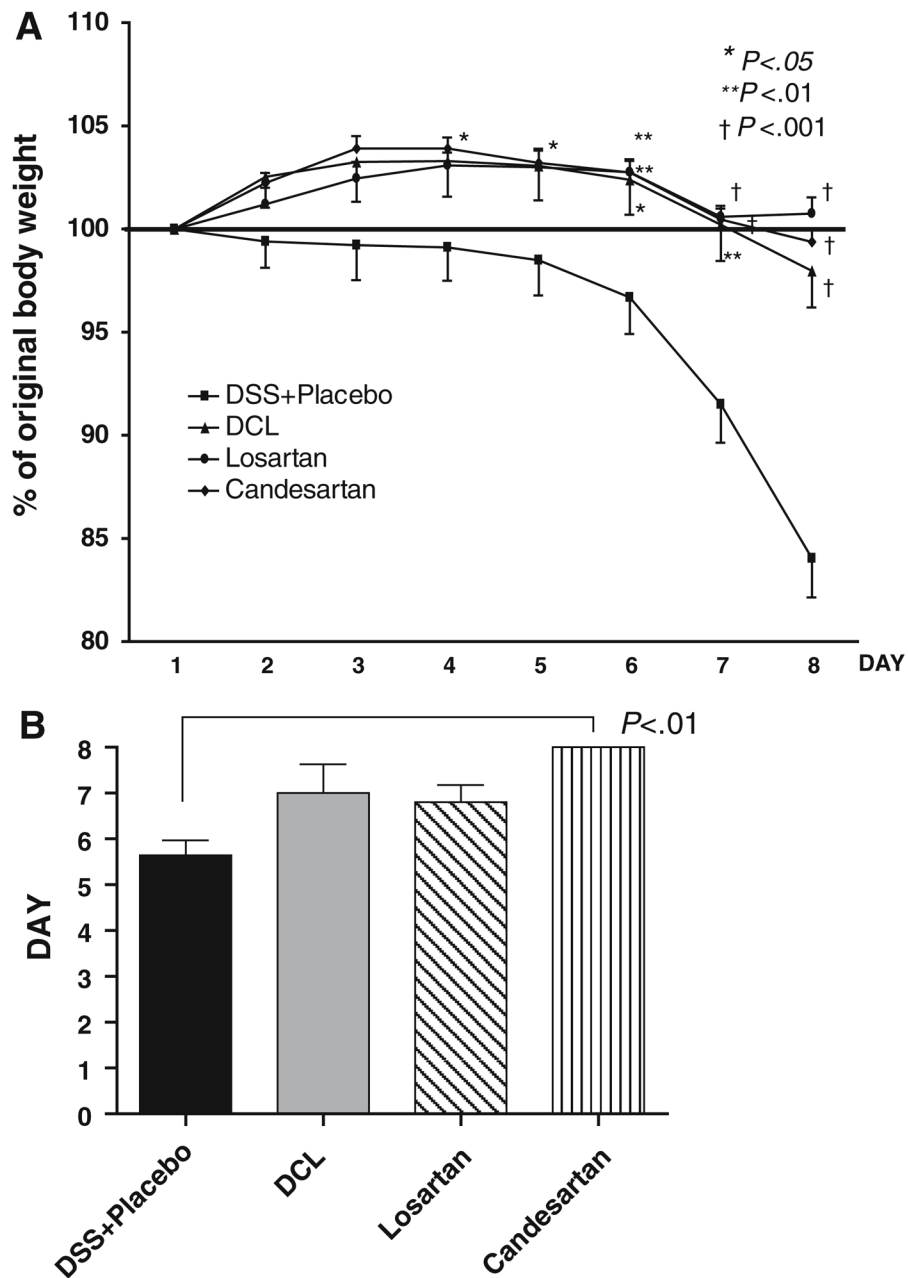 A
110
* P<.05
**P<.01
† P<.001
105
* * **
**
*
† †
†
100
**
†
†
95
90
85
80
% of original body weight
DSS+Placebo
DCL
Losartan
Candesartan
1 2 3 4 5 6 7 8 DAY
B
P<.01
8
7
6
5
4
3
2
1
0
DAY
DSS+Placebo
DCL
Losartan
Candesartan